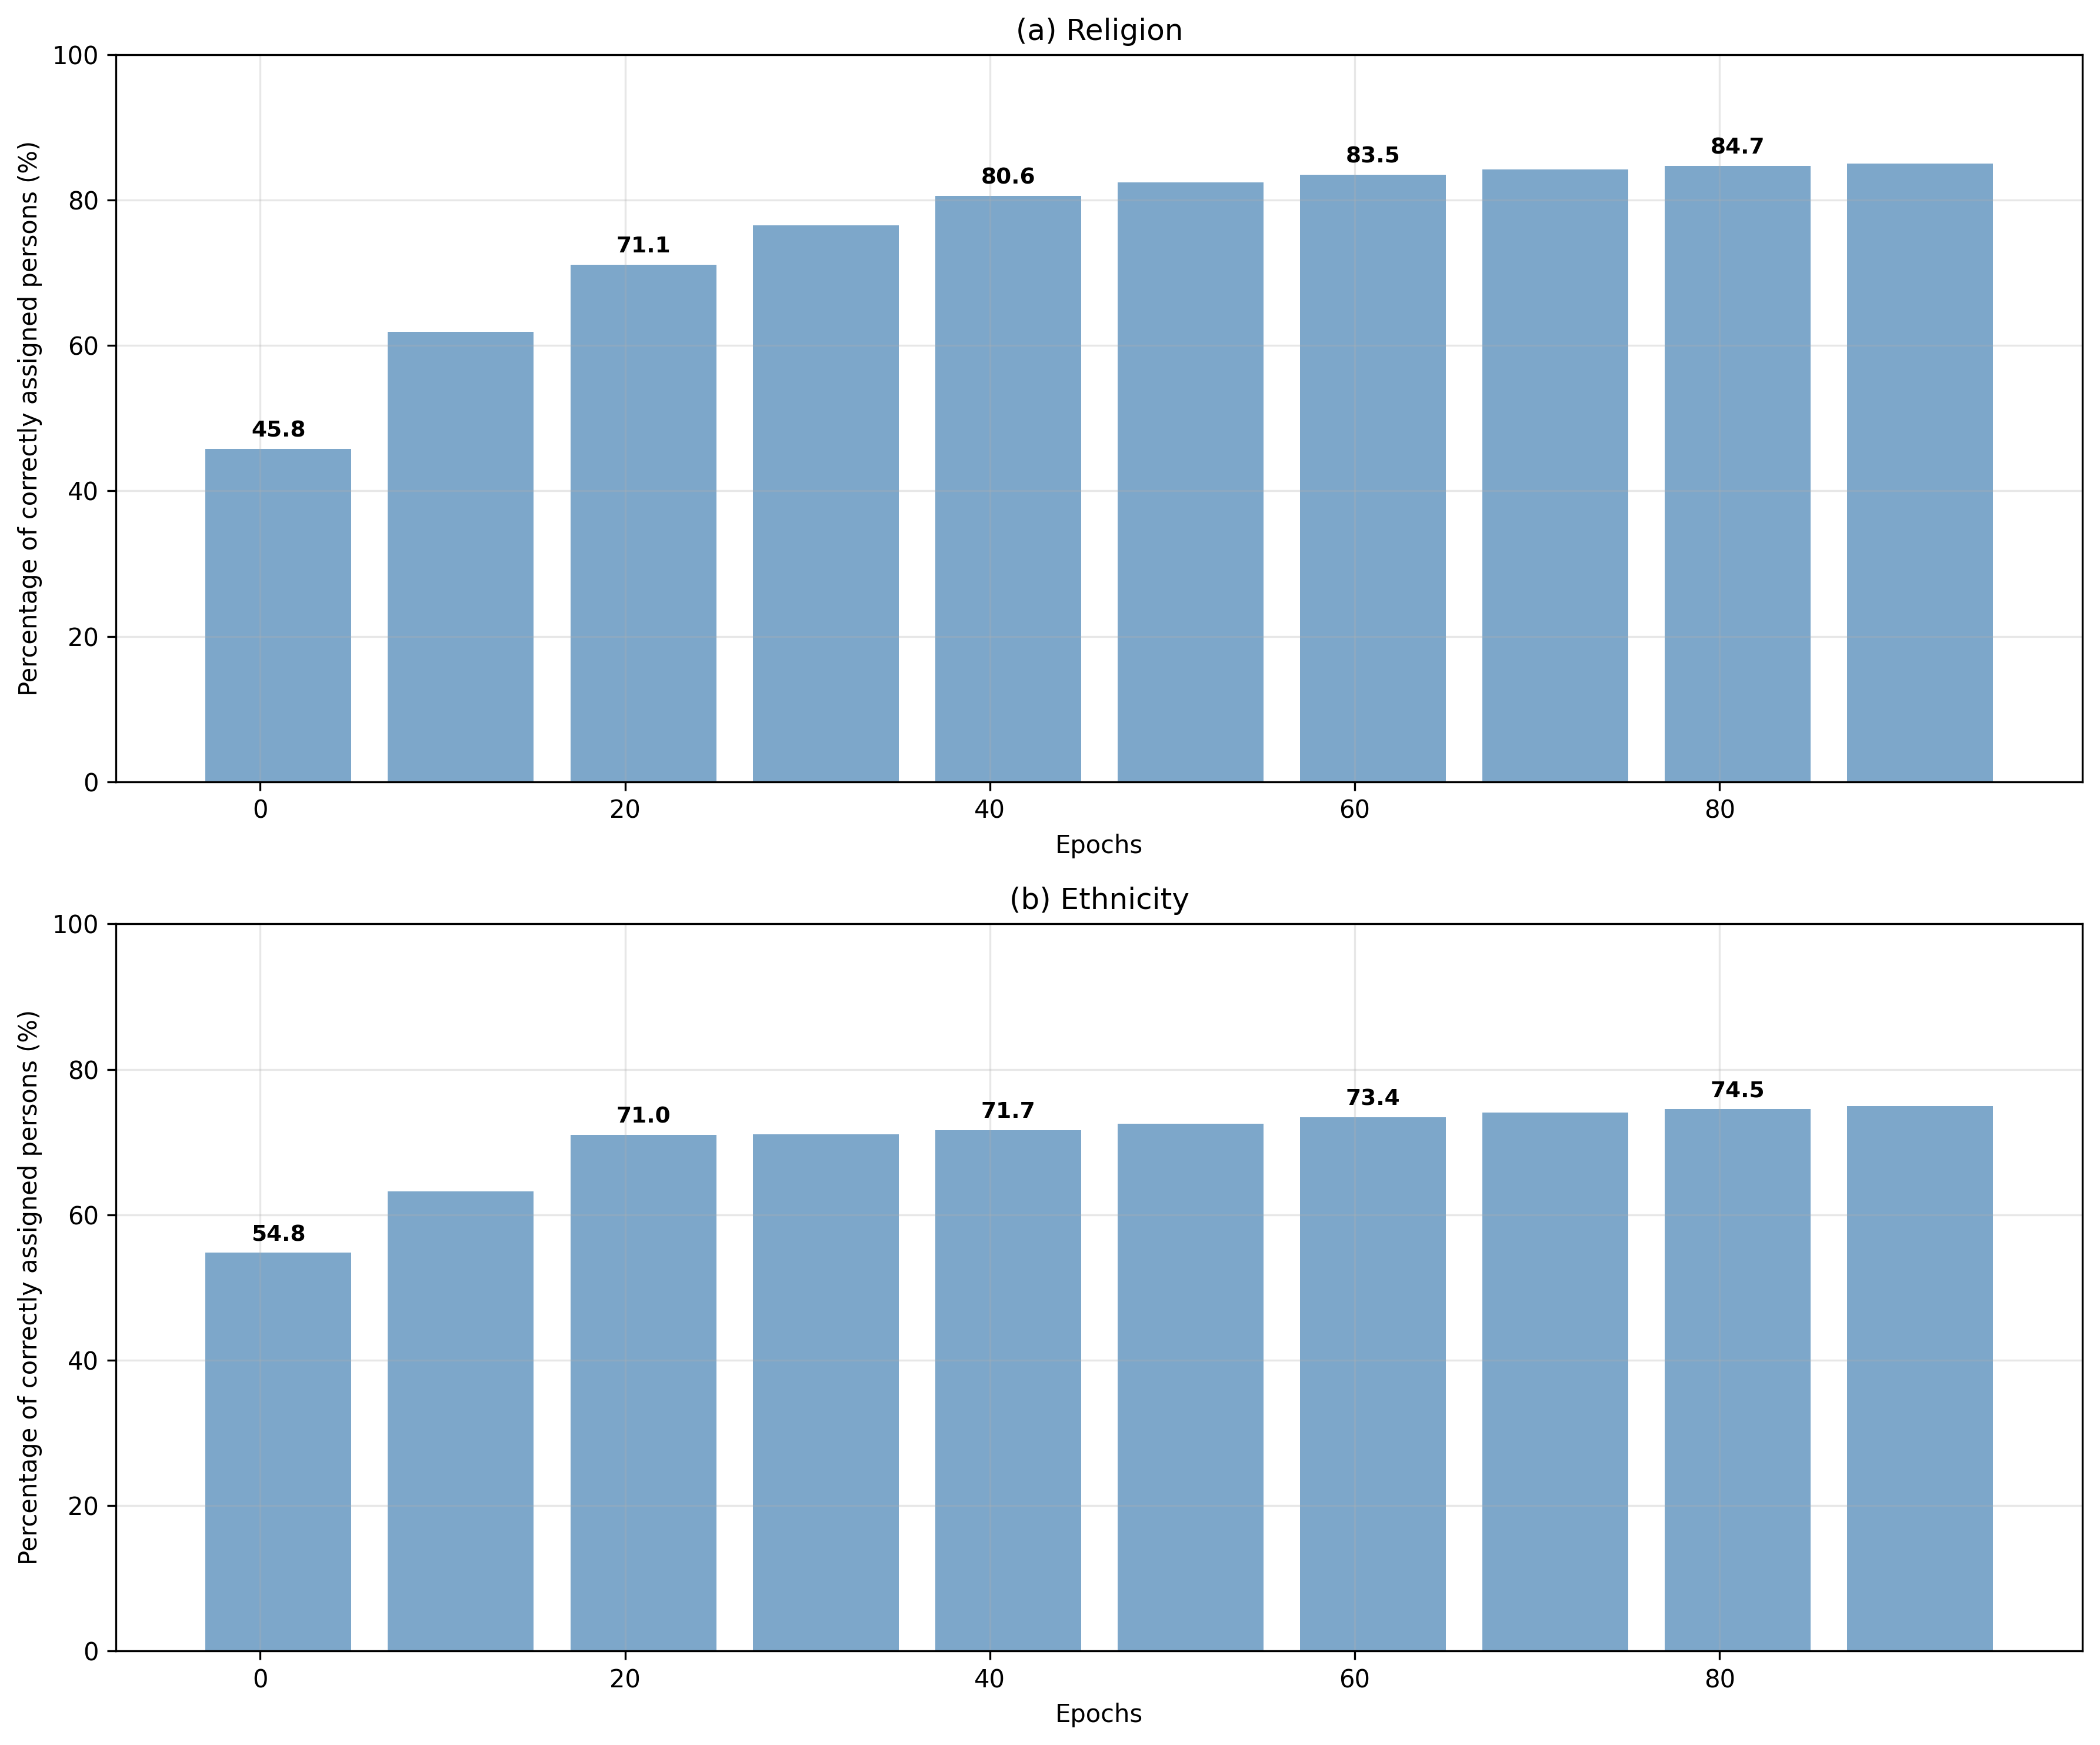 (a) Religion
Percentage of correctly assigned persons (%)
100
80
60
40
20
0
45.8
71.1
80.6
83.5
84.7
0 20 40 60 80
Epochs
(b) Ethnicity
Percentage of correctly assigned persons (%)
100
80
60
40
20
0
54.8
71.0
71.7
73.4
74.5
0 20 40 60 80
Epochs